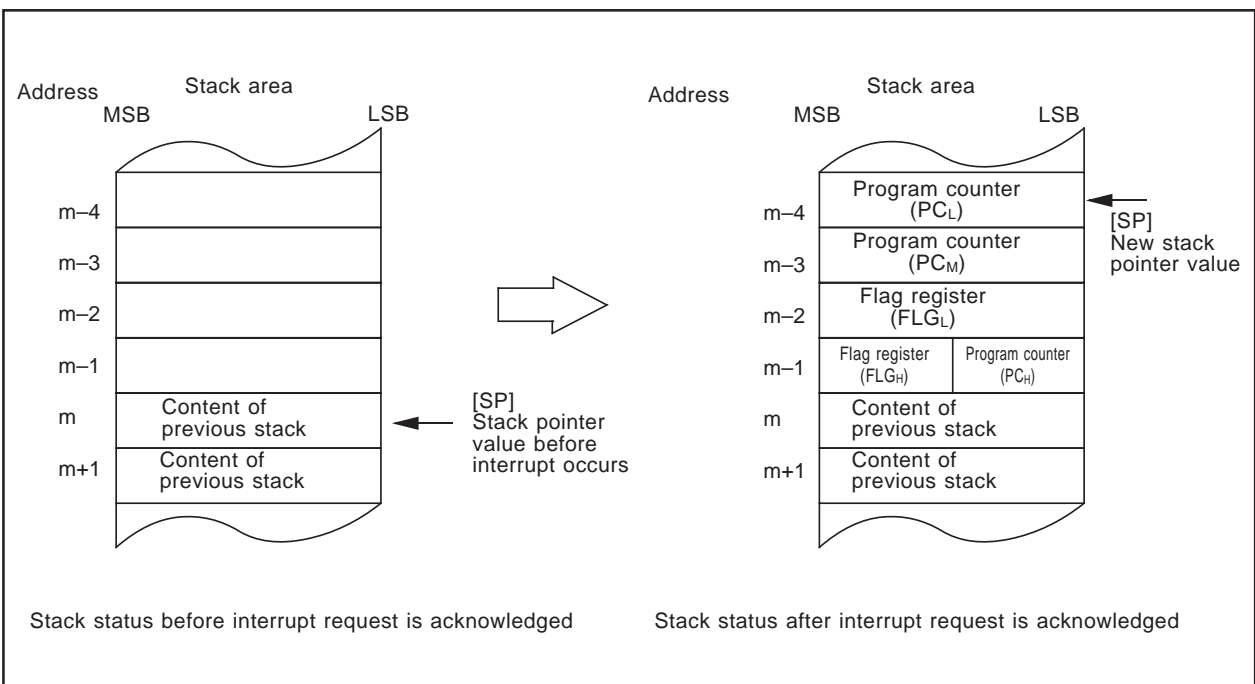 Address
Stack area
MSB
LSB
m–4
m–3
m–2
m–1
m
Content of
previous stack
m+1
Content of
previous stack
[SP]
Stack pointer
value before
interrupt occurs
Stack status before interrupt request is acknowledged
Address
Stack area
MSB
LSB
m–4
Program counter
(PCL)
[SP]
New stack
pointer value
m–3
Program counter
(PCM)
m–2
Flag register
(FLGL)
m–1
Flag register
(FLGH)
Program counter
(PCH)
m
Content of
previous stack
m+1
Content of
previous stack
Stack status after interrupt request is acknowledged